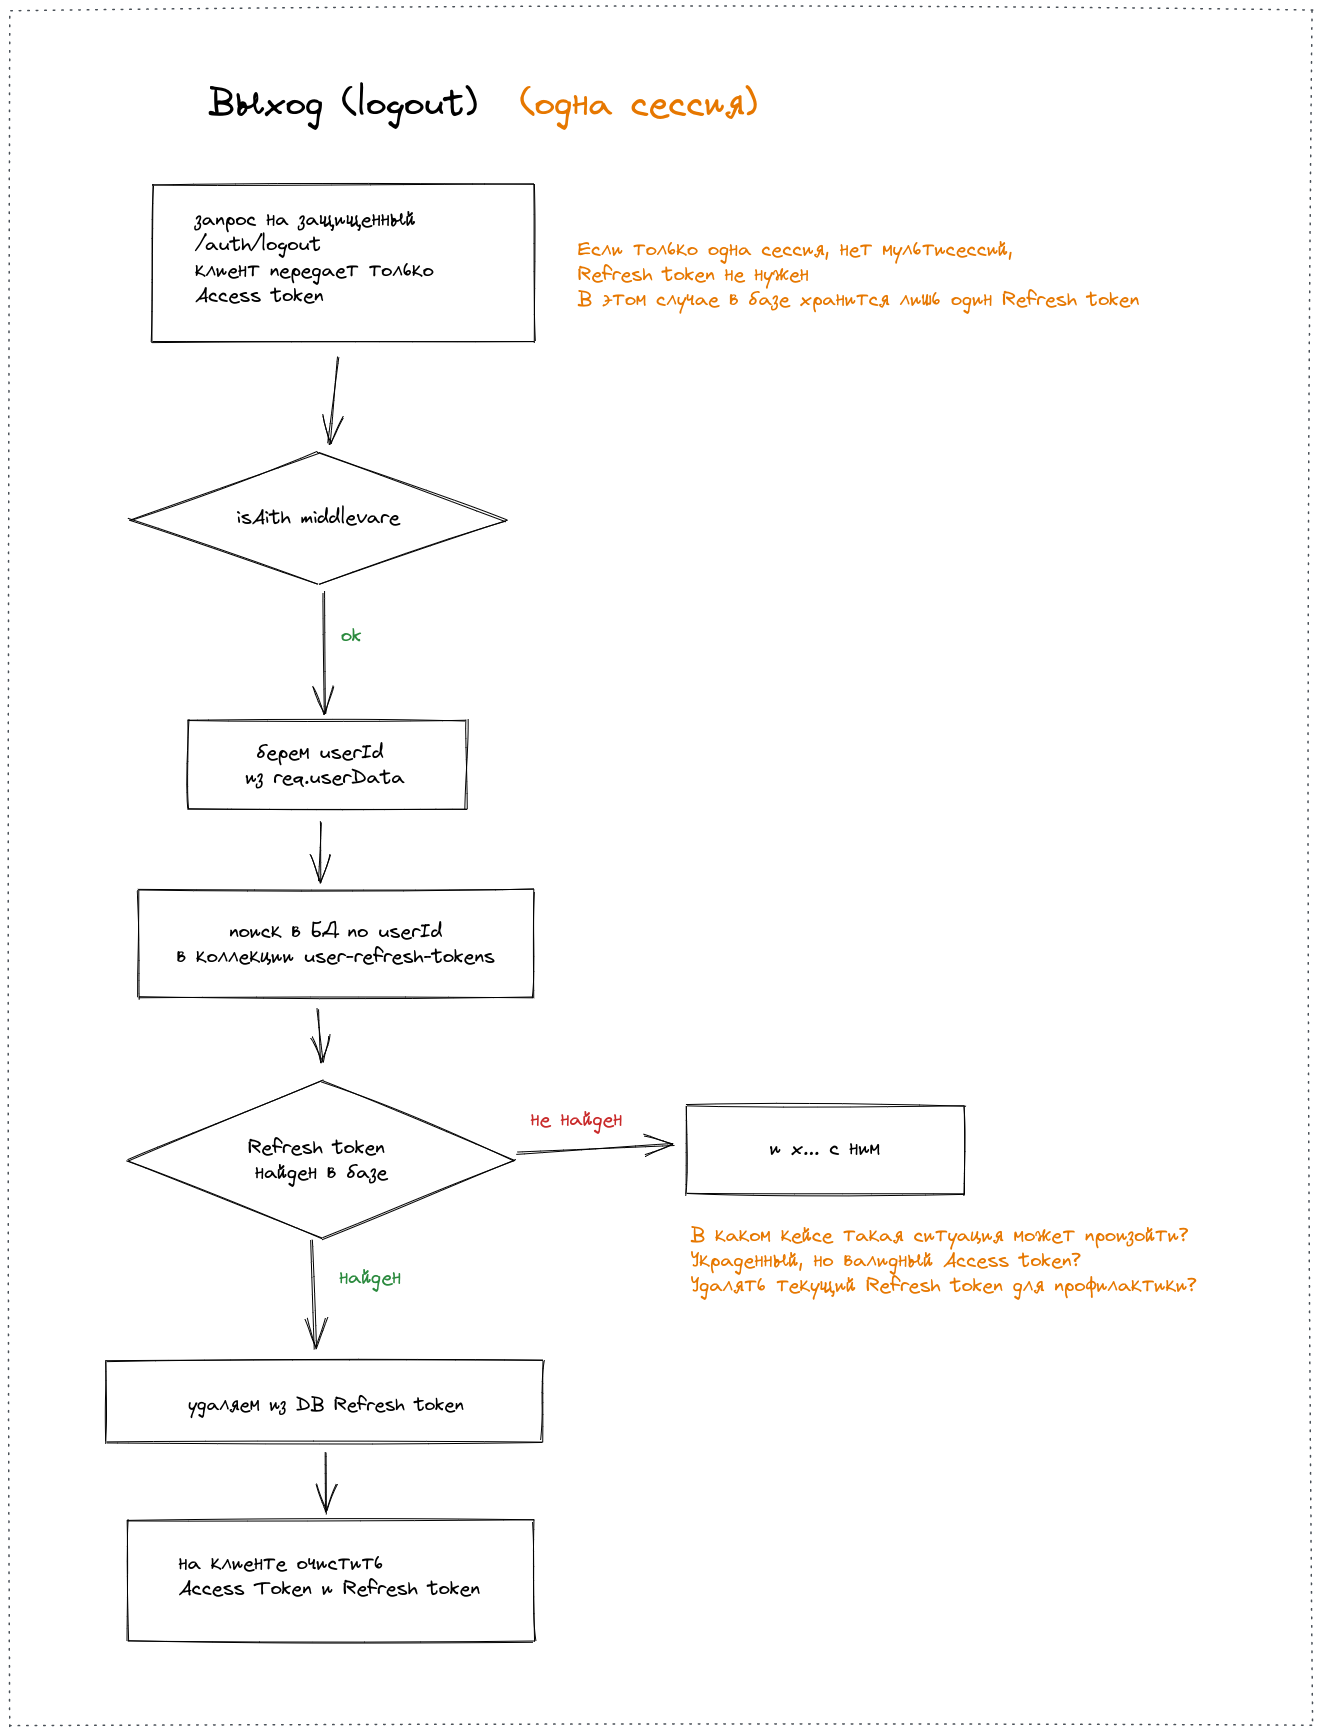 Выход (logout) (одна сессия)
запрос на защищенный
/auth/logout
клиент передает только
Access token
Если только одна сессия, нет мультисессий,
Refresh token не нужен
В этом случае в базе хранится лишь один Refresh token
isAith middlevare
ok
берем userId
из req.userData
поиск в БД по userId
в коллекции user-refresh-tokens
Refresh token
найден в базе
не найден
и х... с ним
В каком кейсе такая ситуация может произойти?
Украденный, но валидный Access token?
Удалять текущий Refresh token для профилактики?
найден
удаляем из DB Refresh token
на клиенте очистить
Access Token и Refresh token